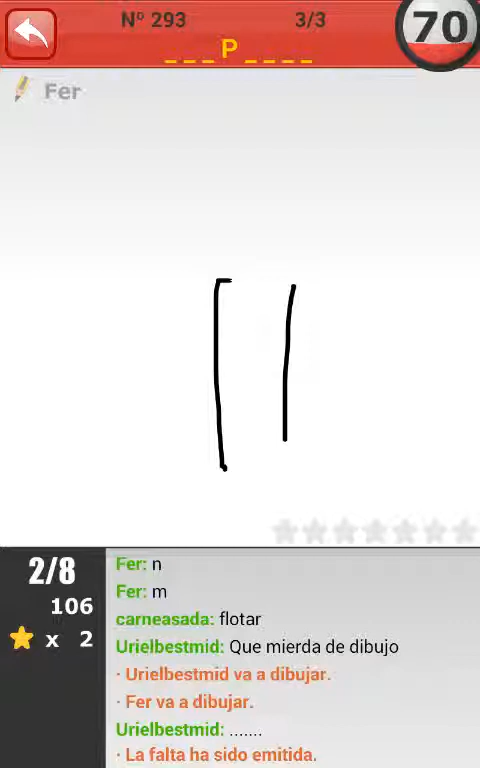 Nº 293 3/3 70
_ _ _ P _ _ _ _
Fer
2/8
106
x 2
Fer: n
Fer: m
carneasada: flotar
Urielbestmid: Que mierda de dibujo
· Urielbestmid va a dibujar.
· Fer va a dibujar.
Urielbestmid: .......
· La falta ha sido emitida.